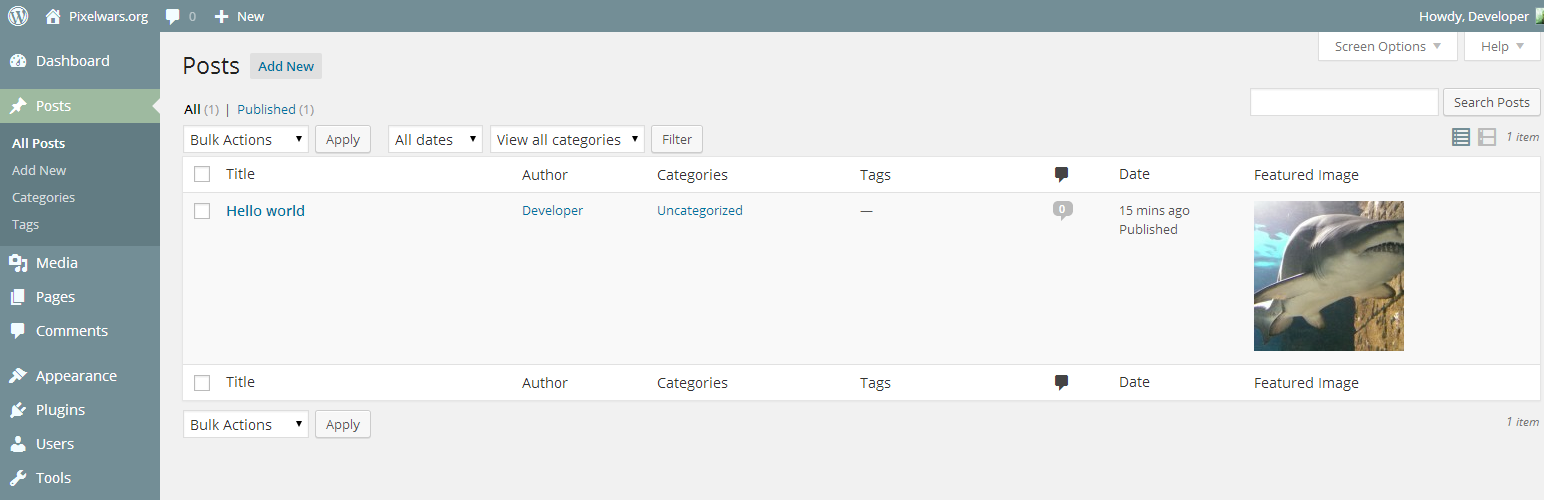 Pixelwars.org 0 New Howdy, Developer
Screen Options Help
Dashboard
Posts
All Posts
Add New
Categories
Tags
Media
Pages
Comments
Appearance
Plugins
Users
Tools
Posts Add New
All (1) | Published (1) Search Posts
Bulk Actions Apply All dates View all categories Filter 1 item
Title Author Categories Tags Date Featured Image
Hello world Developer Uncategorized — 0 15 mins ago
Published
Title Author Categories Tags Date Featured Image
Bulk Actions Apply 1 item